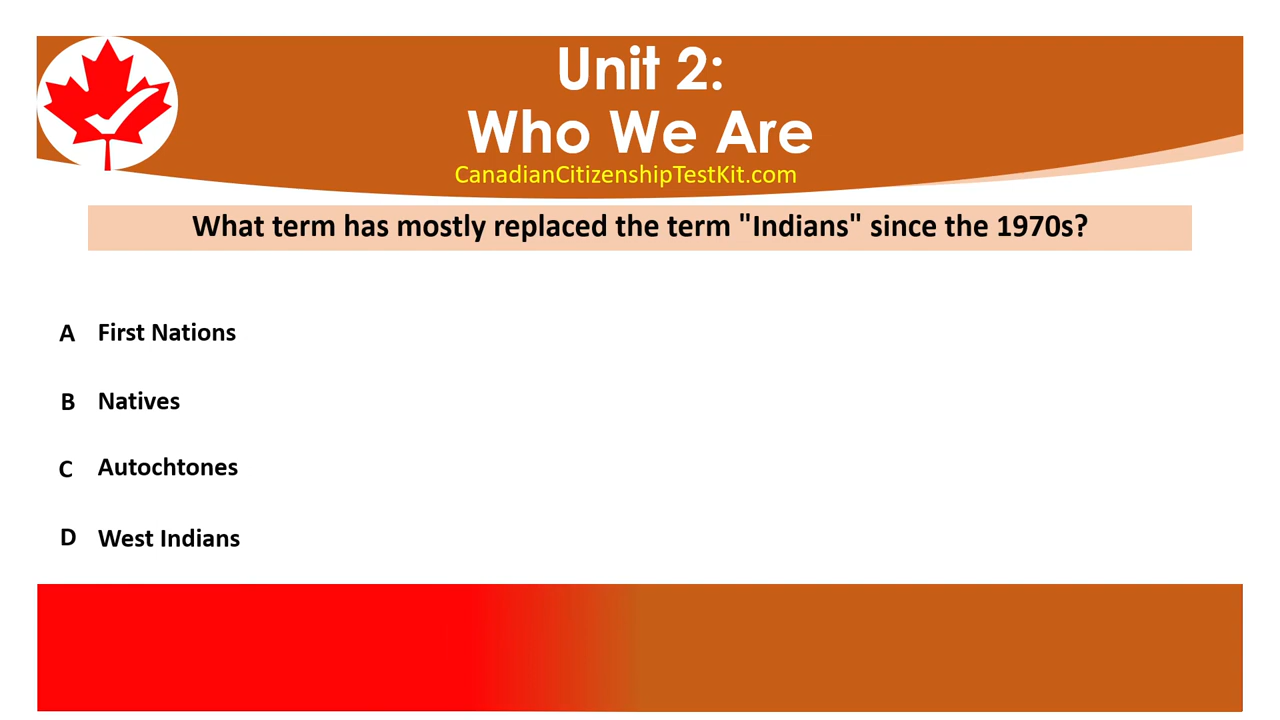 Unit 2:
Who We Are
CanadianCitizenshipTestKit.com
What term has mostly replaced the term "Indians" since the 1970s?
A First Nations
B Natives
C Autochtones
D West Indians